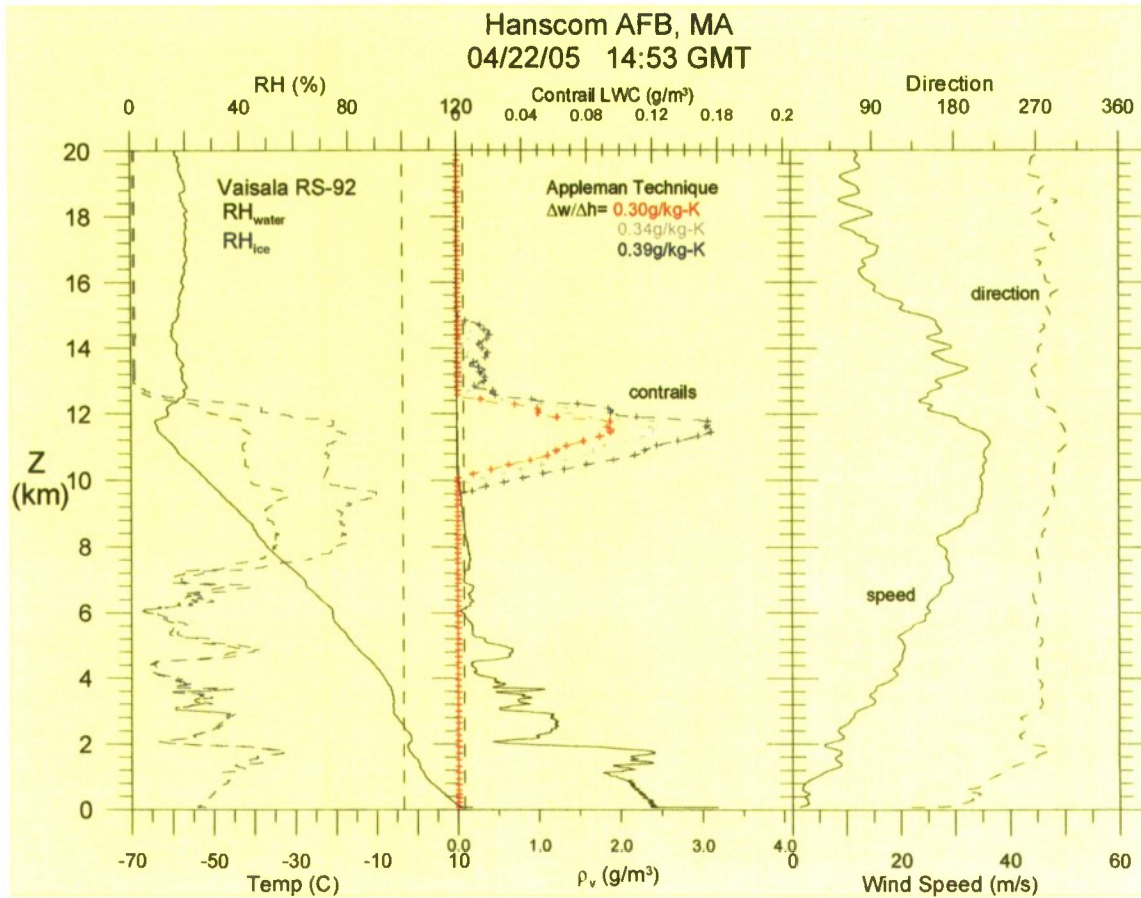 Hanscom AFB, MA
04/22/05 14:53 GMT
RH (%)
0 40 80 120
Contrail LWC (g/m³)
0 0.04 0.08 0.12 0.18 0.2
Direction
90 180 270 360
Z
(km)
20
18
16
14
12
10
8
6
4
2
0
Vaisala RS-92
RHwater
RHice
Appleman Technique
Δw/Δh= 0.30g/kg-K
0.34g/kg-K
0.39g/kg-K
contrails
direction
speed
-70 -50 -30 -10 10
Temp (C)
0.0 1.0 2.0 3.0 4.0
ρv (g/m³)
0 20 40 60
Wind Speed (m/s)